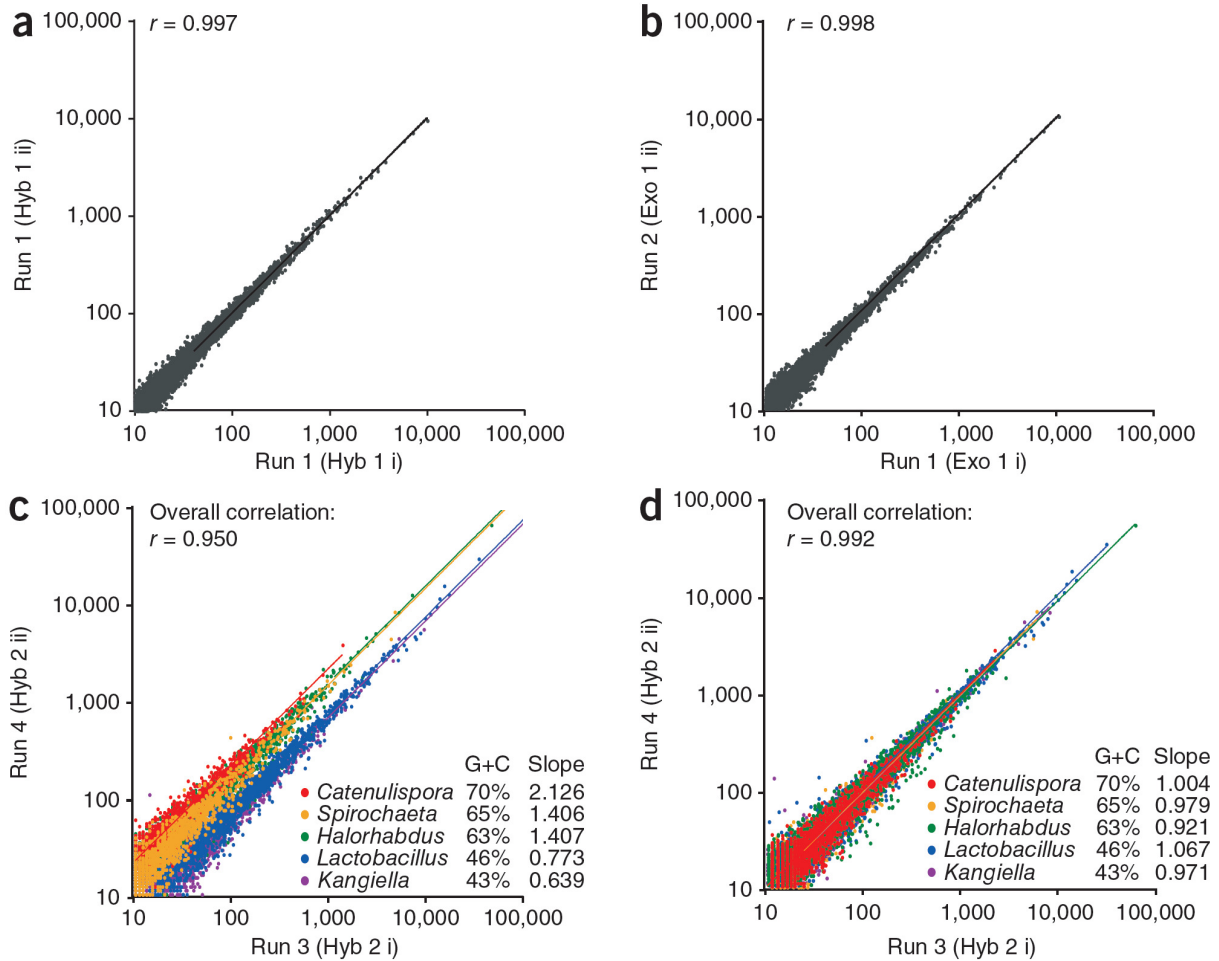 a
r = 0.997
100,000
10,000
1,000
100
10
Run 1 (Hyb 1 ii)
10 100 1,000 10,000 100,000
Run 1 (Hyb 1 i)
b
r = 0.998
100,000
10,000
1,000
100
10
Run 2 (Exo 1 ii)
10 100 1,000 10,000 100,000
Run 1 (Exo 1 i)
c
Overall correlation:
r = 0.950
100,000
10,000
1,000
100
10
Run 4 (Hyb 2 ii)
G+C Slope
Catenulispora 70% 2.126
Spirochaeta 65% 1.406
Halorhabdus 63% 1.407
Lactobacillus 46% 0.773
Kangiella 43% 0.639
10 100 1,000 10,000 100,000
Run 3 (Hyb 2 i)
d
Overall correlation:
r = 0.992
100,000
10,000
1,000
100
10
Run 4 (Hyb 2 ii)
G+C Slope
Catenulispora 70% 1.004
Spirochaeta 65% 0.979
Halorhabdus 63% 0.921
Lactobacillus 46% 1.067
Kangiella 43% 0.971
10 100 1,000 10,000 100,000
Run 3 (Hyb 2 i)